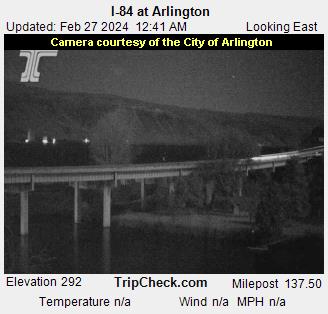 I-84 at Arlington
Updated: Feb 27 2024 12:41 AM Looking East
Camera courtesy of the City of Arlington
Elevation 292 TripCheck.com Milepost 137.50
Temperature n/a Wind n/a MPH n/a